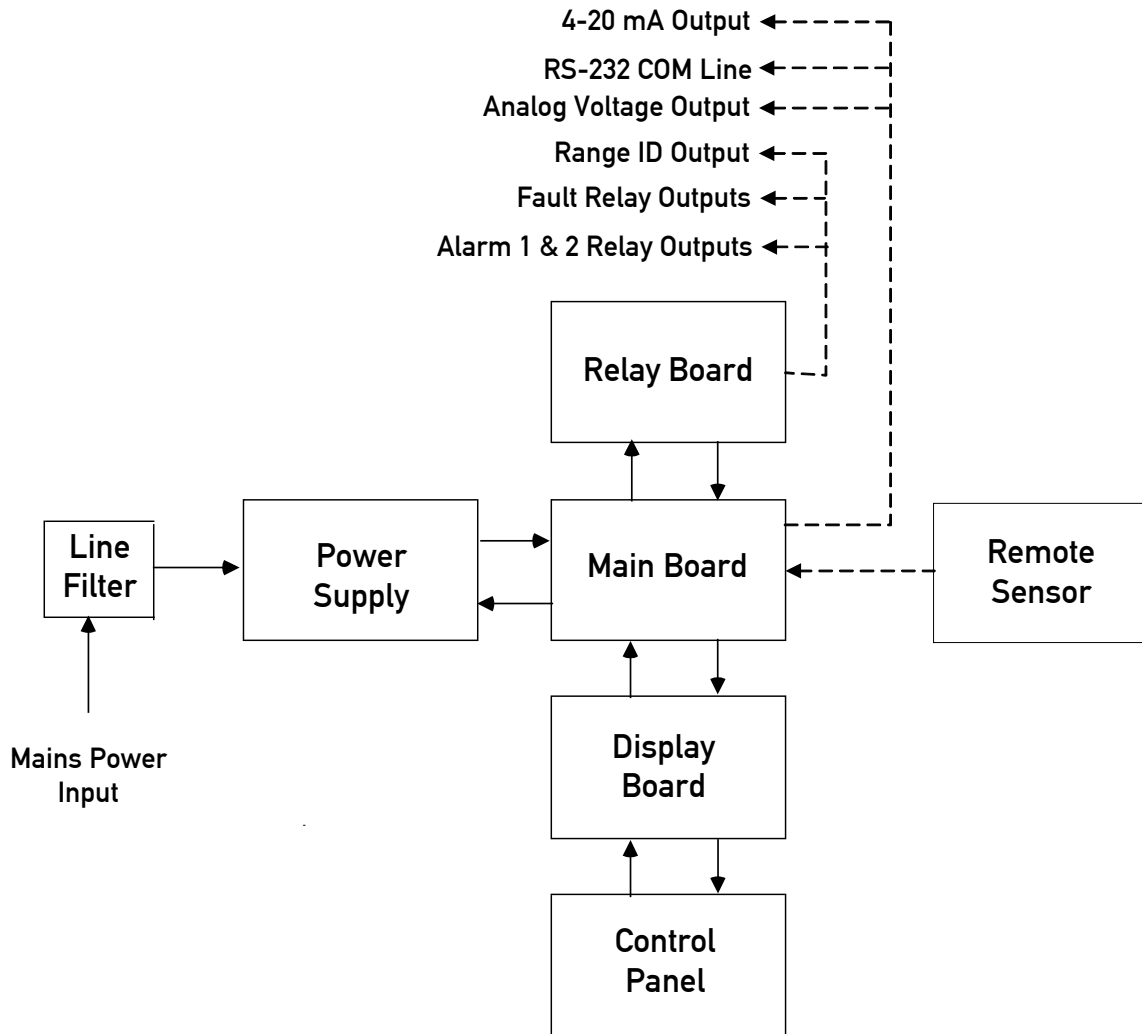 4-20 mA Output
RS-232 COM Line
Analog Voltage Output
Range ID Output
Fault Relay Outputs
Alarm 1 & 2 Relay Outputs
Relay Board
Line
Filter
Power
Supply
Main Board
Remote
Sensor
Mains Power
Input
Display
Board
Control
Panel